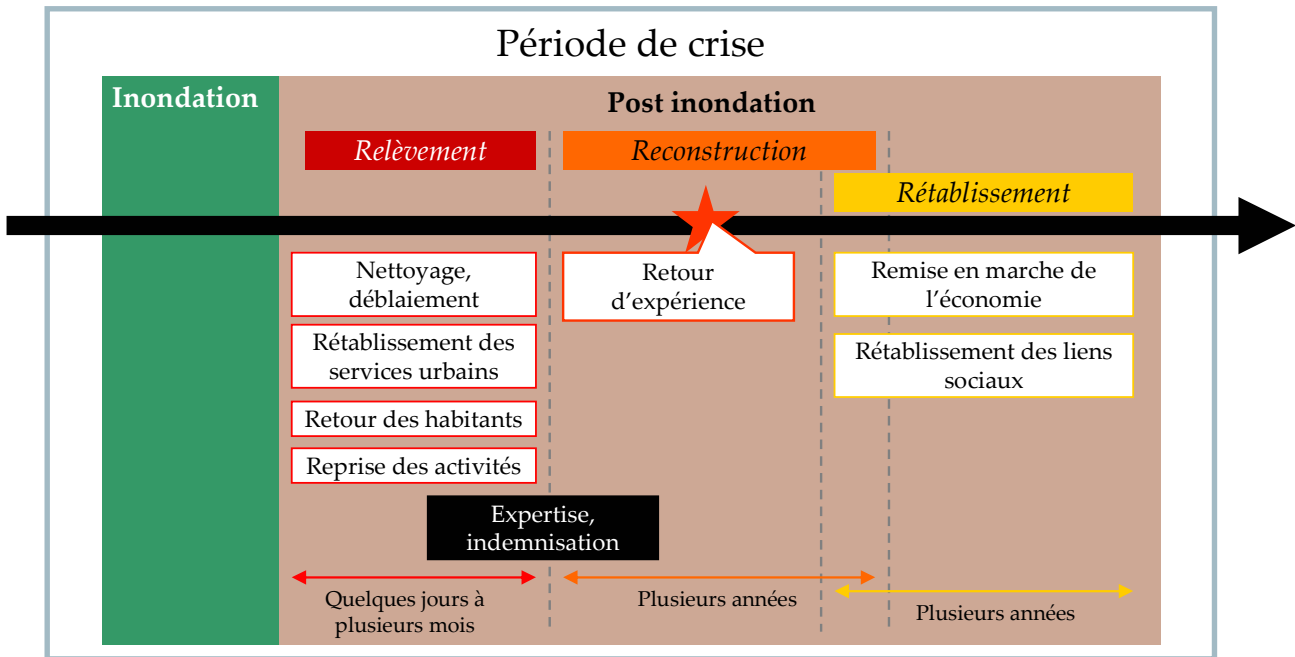 Période de crise
Inondation
Post inondation
Relèvement
Reconstruction
Rétablissement
Nettoyage,
déblaiement
Rétablissement des
services urbains
Retour des habitants
Reprise des activités
Retour
d’expérience
Remise en marche de
l’économie
Rétablissement des liens
sociaux
Expertise,
indemnisation
Quelques jours à
plusieurs mois
Plusieurs années
Plusieurs années